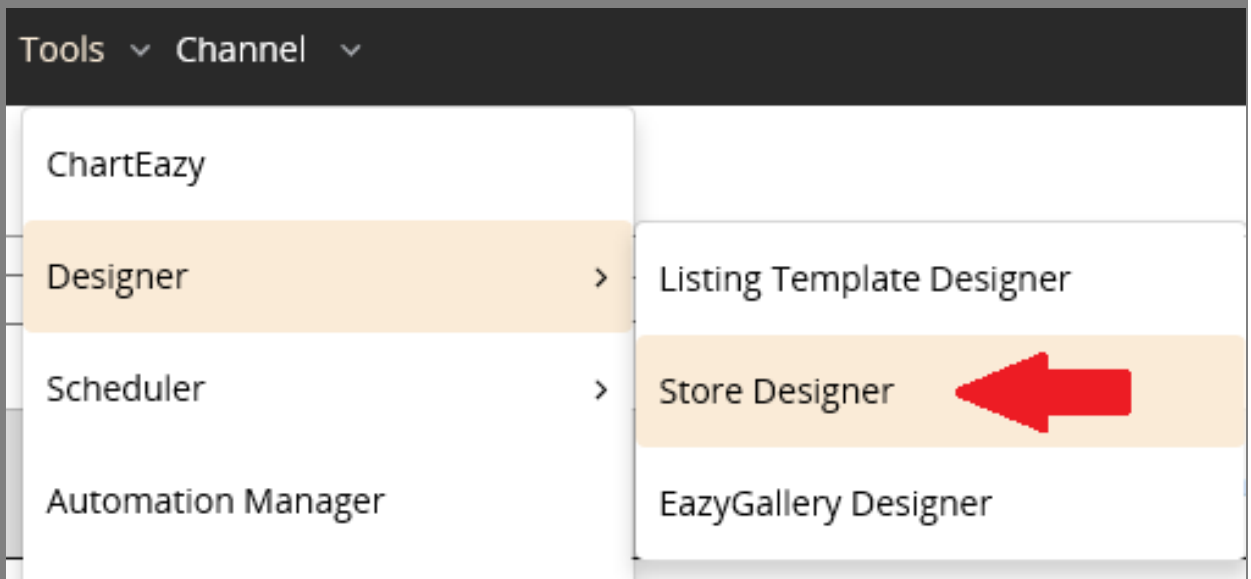 Tools
Channel
ChartEazy
Designer
Scheduler
Automation Manager
Listing Template Designer
Store Designer
EazyGallery Designer